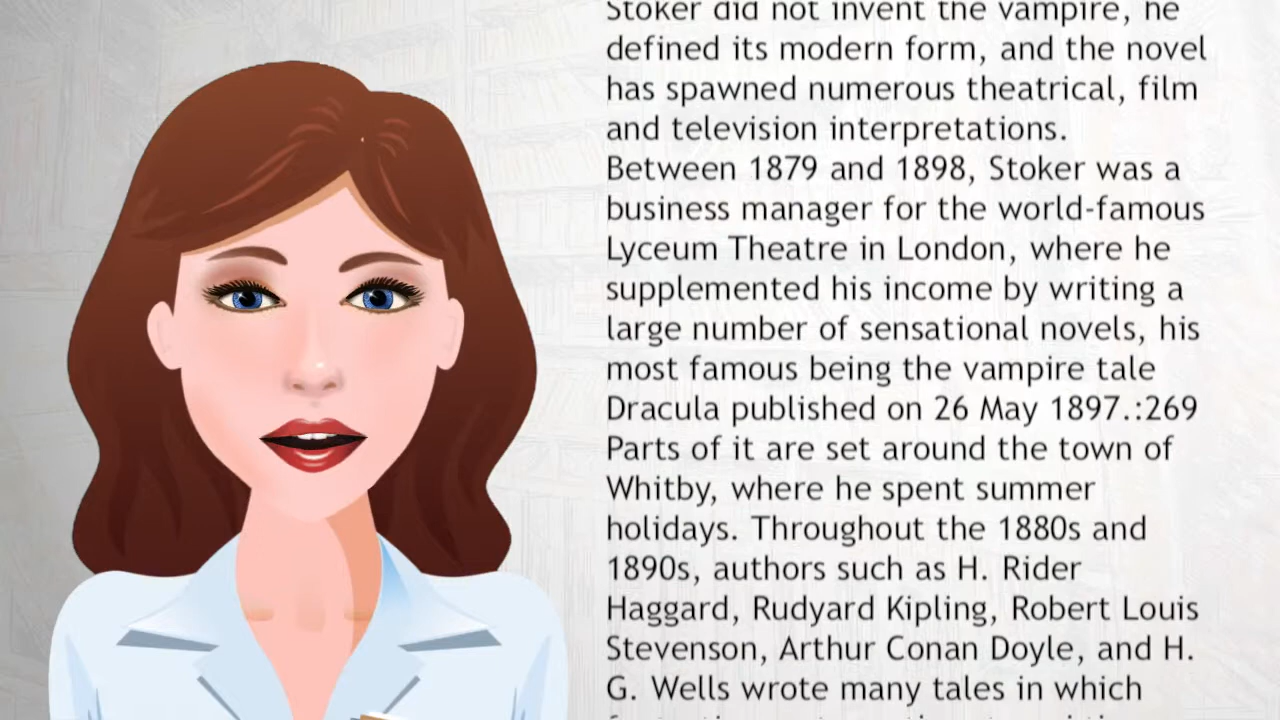 Stoker did not invent the vampire, he
defined its modern form, and the novel
has spawned numerous theatrical, film
and television interpretations.
Between 1879 and 1898, Stoker was a
business manager for the world-famous
Lyceum Theatre in London, where he
supplemented his income by writing a
large number of sensational novels, his
most famous being the vampire tale
Dracula published on 26 May 1897.:269
Parts of it are set around the town of
Whitby, where he spent summer
holidays. Throughout the 1880s and
1890s, authors such as H. Rider
Haggard, Rudyard Kipling, Robert Louis
Stevenson, Arthur Conan Doyle, and H.
G. Wells wrote many tales in which